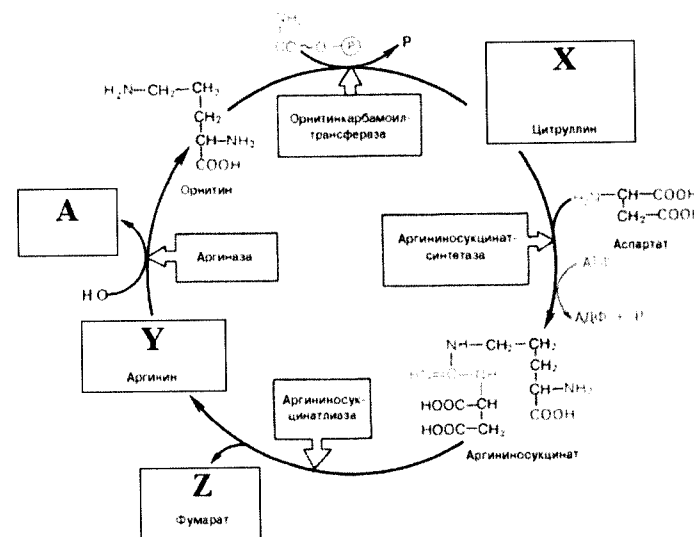 P
X
Цитруллин
H₂N—CH₂—CH₂
CH₂
CH—NH₂
COOH
Орнитин
Орнитинкарбамоил-
трансфераза
A
Аргиназа
Аргининосукцинат-
синтетаза
CH—COOH
CH₂—COOH
Аспартат
Y
Аргинин
Аргининосук-
цинатлиаза
NH—CH₂—CH₂
CH₂
CH—NH₂
COOH
HOOC—CH
HOOC—CH₂
Аргининосукцинат
Z
Фумарат